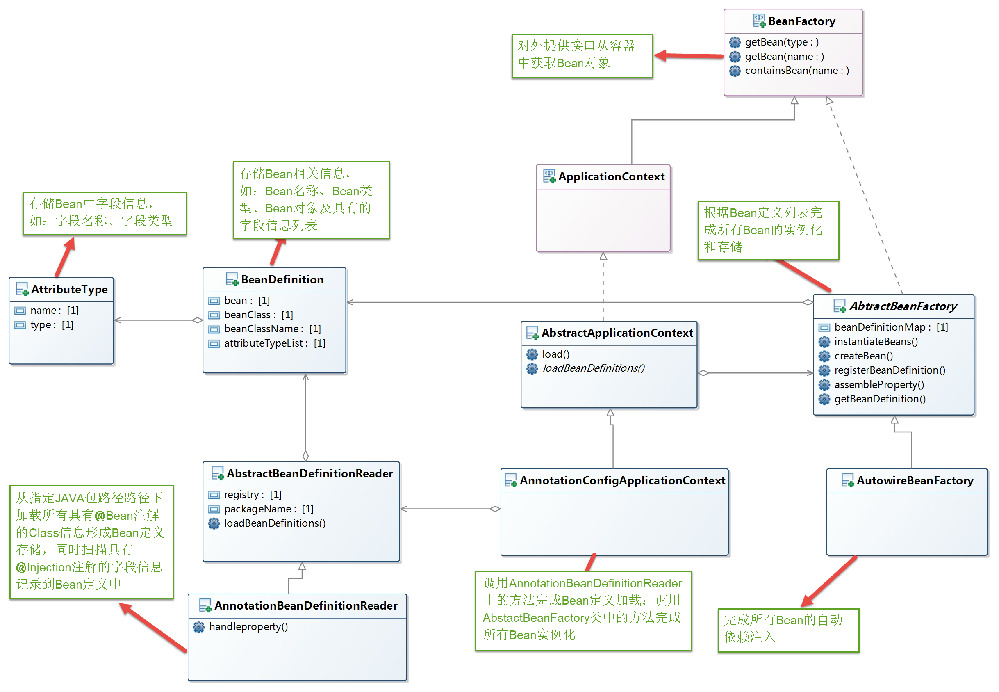 BeanFactory
getBean(type : )
getBean(name : )
containsBean(name : )
对外提供接口从容器
中获取Bean对象
ApplicationContext
存储Bean相关信息，
如：Bean名称、Bean类
型、Bean对象及具有的
字段信息列表
存储Bean中字段信息，
如：字段名称、字段类型
根据Bean定义列表完
成所有Bean的实例化
和存储
AttributeType
name : [1]
type : [1]
BeanDefinition
bean : [1]
beanClass : [1]
beanClassName : [1]
attributeTypeList : [1]
AbstractApplicationContext
load()
loadBeanDefinitions()
AbtractBeanFactory
beanDefinitionMap : [1]
instantiateBeans()
createBean()
registerBeanDefinition()
assembleProperty()
getBeanDefinition()
AbstractBeanDefinitionReader
registry : [1]
packageName : [1]
loadBeanDefinitions()
AnnotationConfigApplicationContext
AutowireBeanFactory
从指定JAVA包路径路径下
加载所有具有@Bean注解
的Class信息形成Bean定义
存储，同时扫描具有
@Injection注解的字段信息
记录到Bean定义中
AnnotationBeanDefinitionReader
handleproperty()
调用AnnotationBeanDefinitionReader
中的方法完成Bean定义加载；调用
AbstactBeanFactory类中的方法完成
所有Bean实例化
完成所有Bean的自动
依赖注入